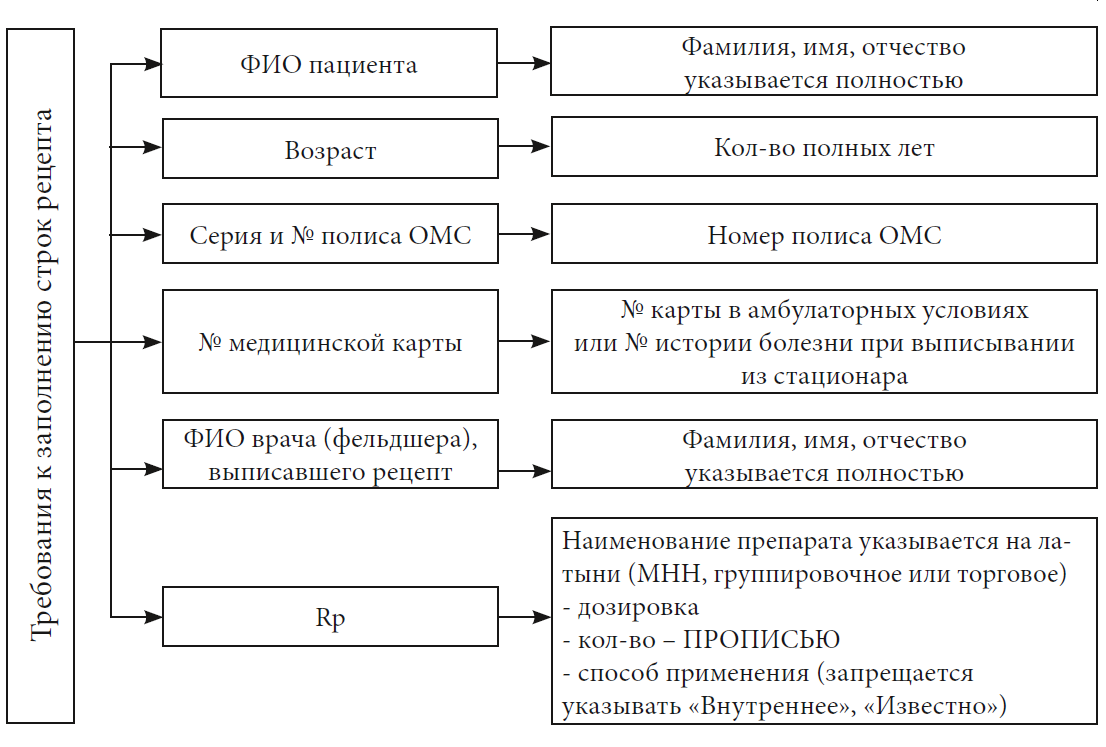 Требования к заполнению строк рецепта
ФИО пациента
Фамилия, имя, отчество
указывается полностью
Возраст
Кол-во полных лет
Серия и № полиса ОМС
Номер полиса ОМС
№ медицинской карты
№ карты в амбулаторных условиях
или № истории болезни при выписывании
из стационара
ФИО врача (фельдшера),
выписавшего рецепт
Фамилия, имя, отчество
указывается полностью
Rp
Наименование препарата указывается на ла-
тыни (МНН, группировочное или торговое)
- дозировка
- кол-во – ПРОПИСЬЮ
- способ применения (запрещается
указывать «Внутреннее», «Известно»)